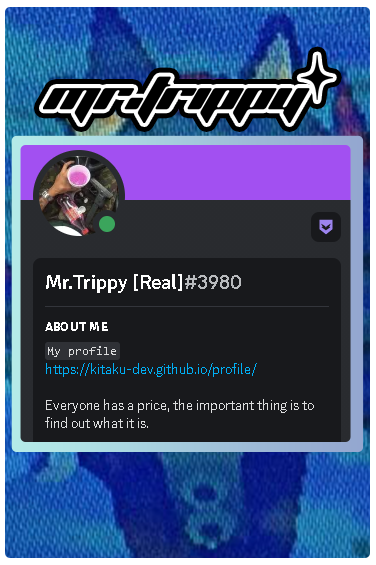 mr.trippy
Mr.Trippy [Real]#3980
ABOUT ME
My profile
https://kitaku-dev.github.io/profile/
Everyone has a price, the important thing is to
find out what it is.